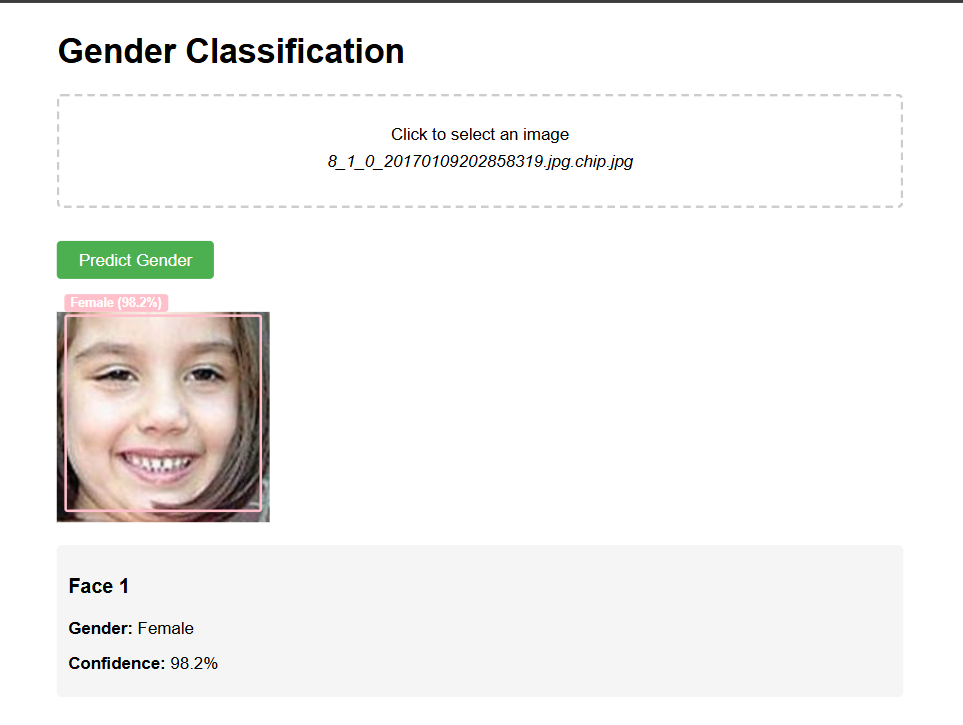 Gender Classification
Click to select an image
8_1_0_20170109202858319.jpg.chip.jpg
Predict Gender
Female (98.2%)
Face 1
Gender: Female
Confidence: 98.2%